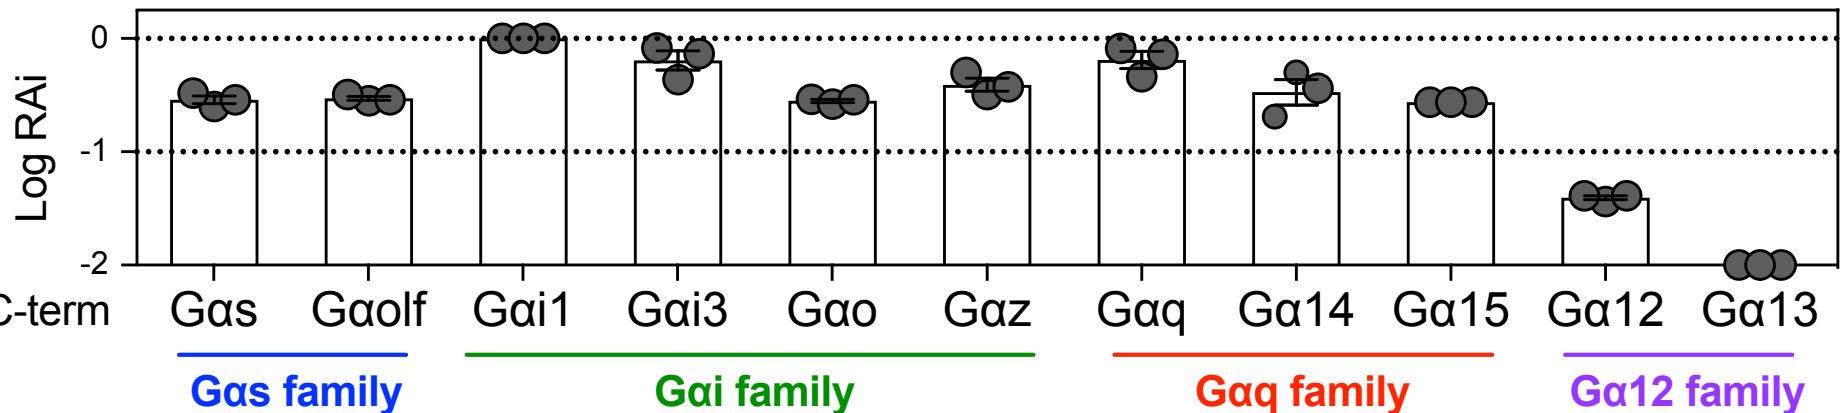 Log RAi
0
-1
-2
C-term Gαs Gαolf Gαi1 Gαi3 Gαo Gαz Gαq Gα14 Gα15 Gα12 Gα13
Gαs family Gαi family Gαq family Gα12 family